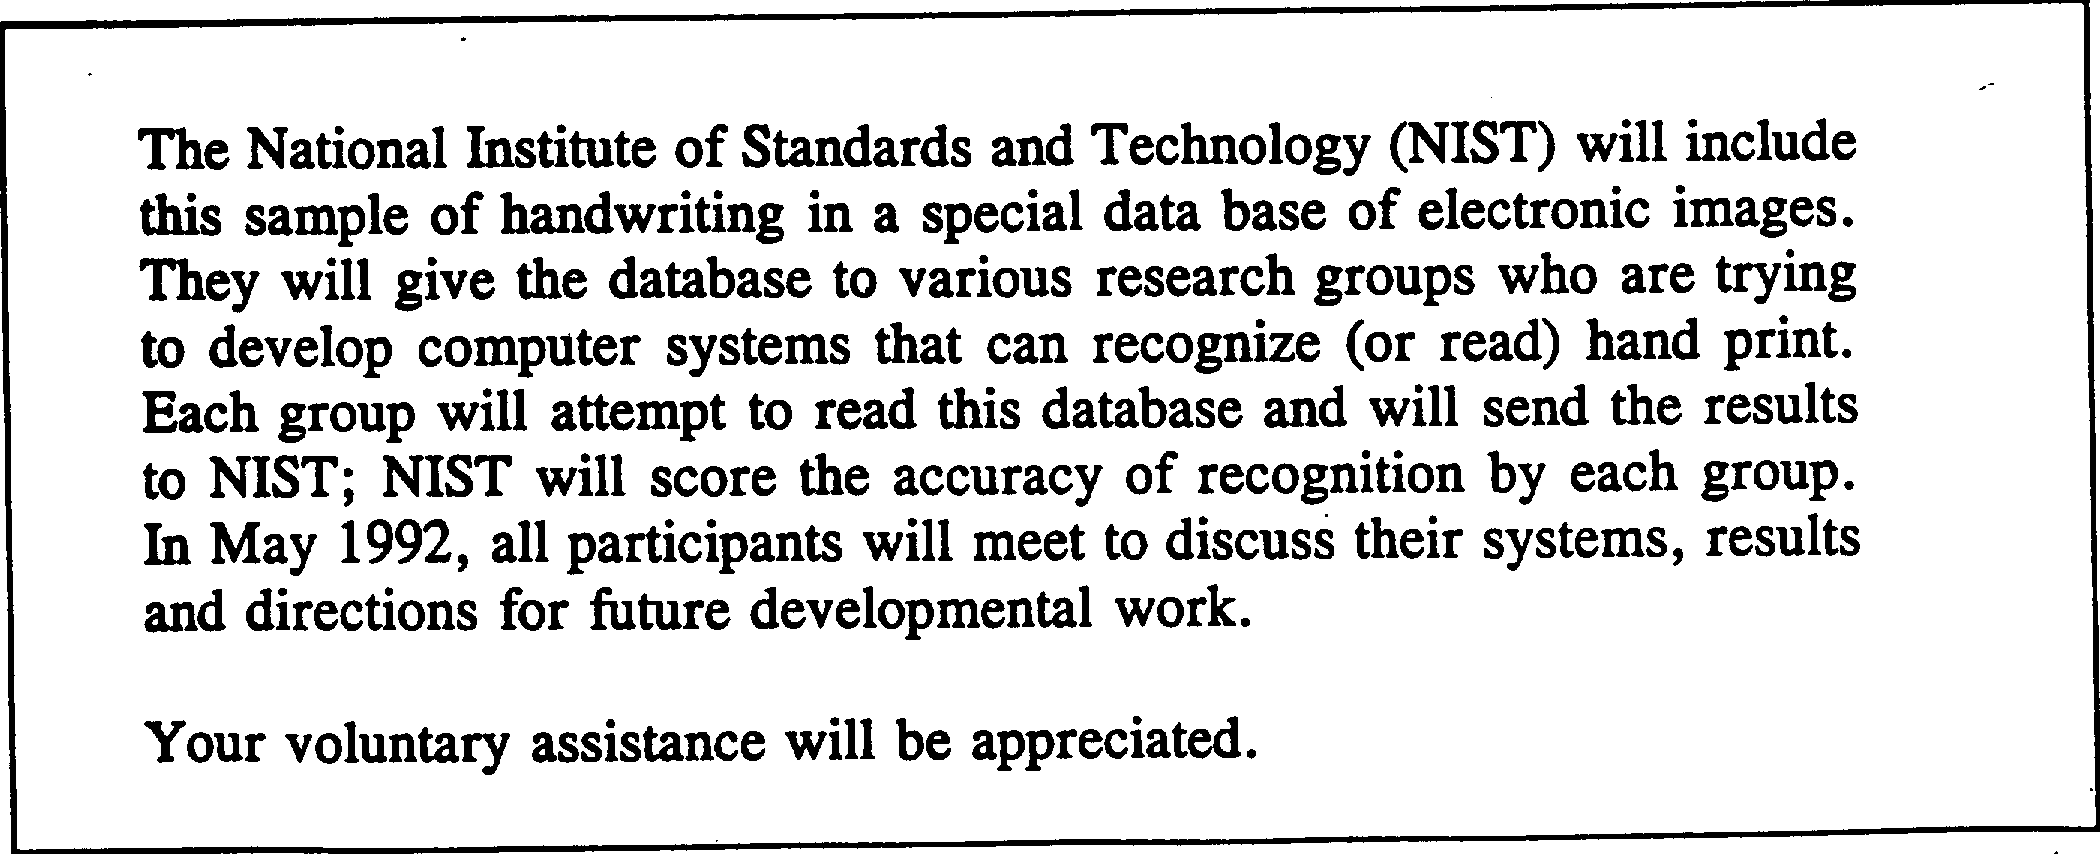 The National Institute of Standards and Technology (NIST) will include
this sample of handwriting in a special data base of electronic images.
They will give the database to various research groups who are trying
to develop computer systems that can recognize (or read) hand print.
Each group will attempt to read this database and will send the results
to NIST; NIST will score the accuracy of recognition by each group.
In May 1992, all participants will meet to discuss their systems, results
and directions for future developmental work.
Your voluntary assistance will be appreciated.